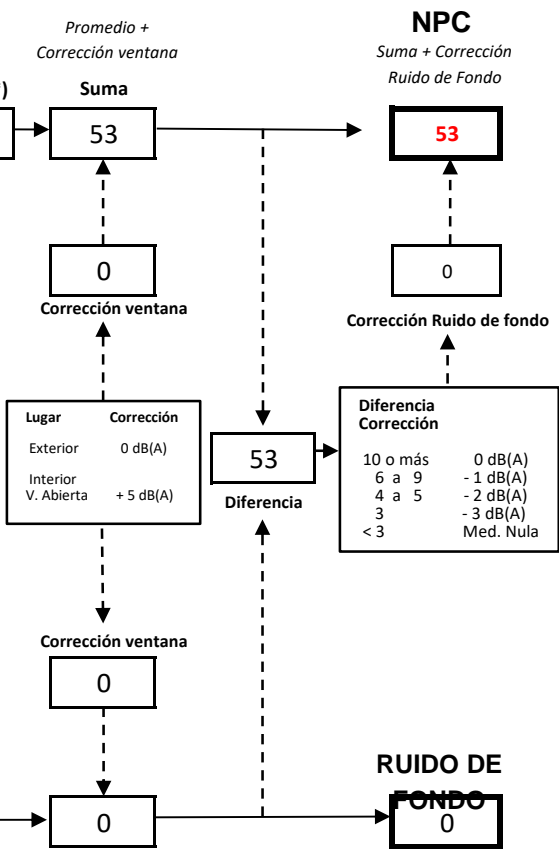 Promedio +
Corrección ventana
NPC
Suma + Corrección
Ruido de Fondo
)
Suma
53
53
0
Corrección ventana
0
Corrección Ruido de fondo
Lugar Corrección
Exterior 0 dB(A)
Interior
V. Abierta + 5 dB(A)
53
Diferencia
Diferencia
Corrección
10 o más 0 dB(A)
6 a 9 - 1 dB(A)
4 a 5 - 2 dB(A)
3 - 3 dB(A)
< 3 Med. Nula
Corrección ventana
0
RUIDO DE
FONDO
0
0